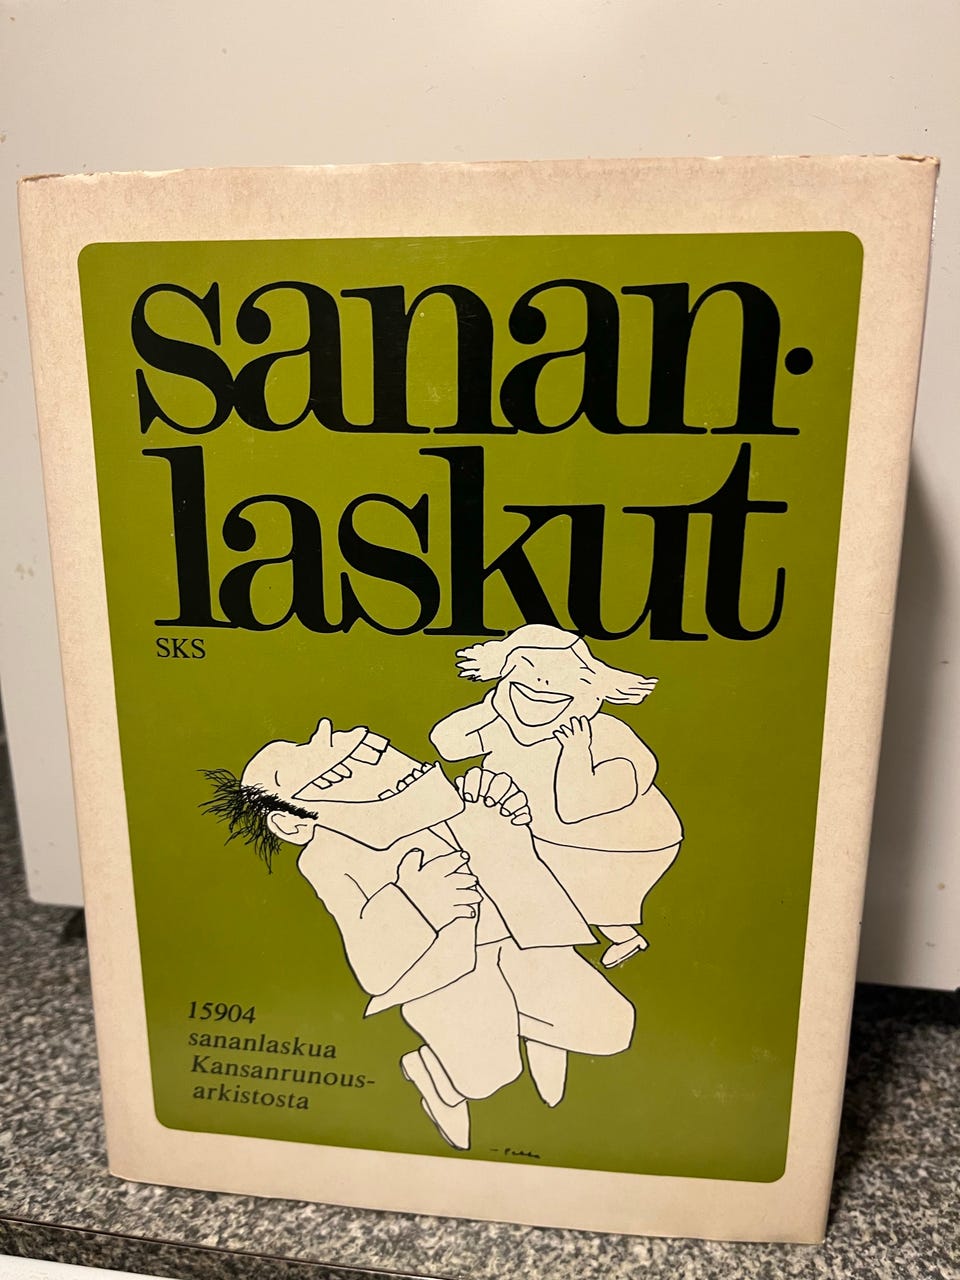 sanan-
laskut
SKS
15904
sananlaskua
Kansanrunous-
arkistosta